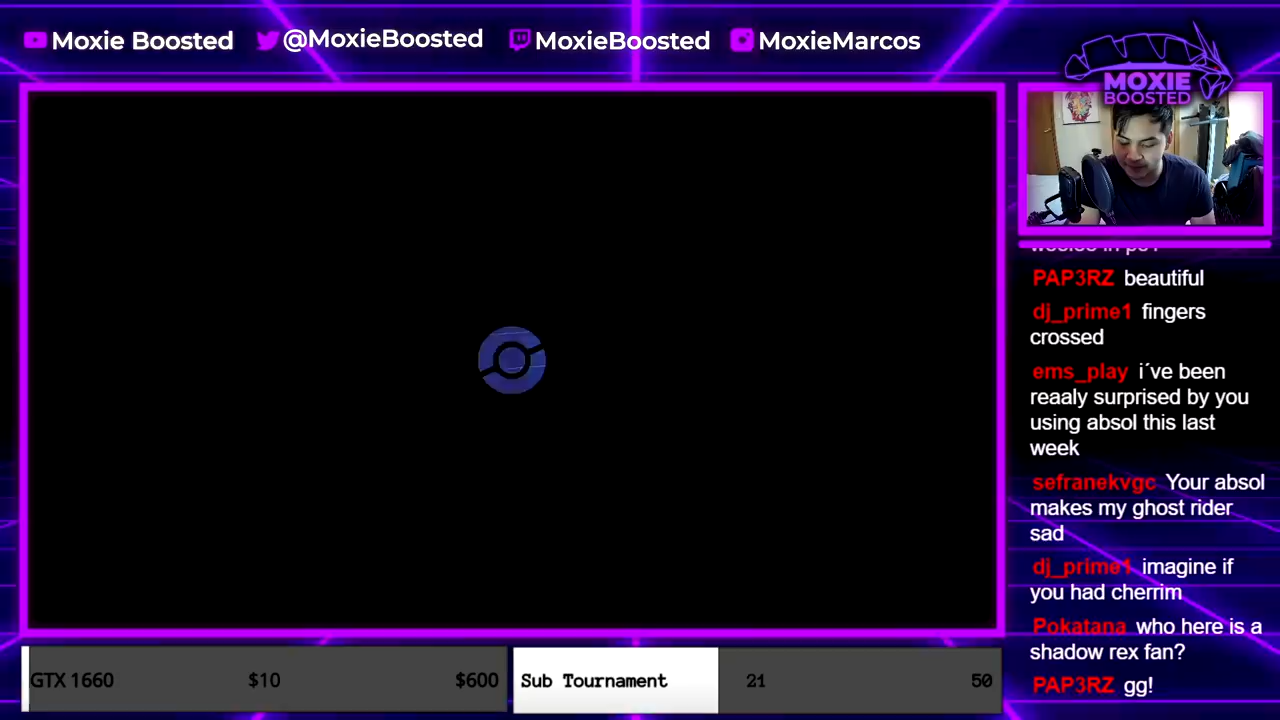 Moxie Boosted @MoxieBoosted MoxieBoosted MoxieMarcos
MOXIE
BOOSTED
PAP3RZ beautiful
dj_prime1 fingers
crossed
ems_play i´ve been
reaaly surprised by you
using absol this last
week
sefranekvgc Your absol
makes my ghost rider
sad
dj_prime1 imagine if
you had cherrim
Pokatana who here is a
shadow rex fan?
PAP3RZ gg!
GTX 1660 $10 $600 Sub Tournament 21 50